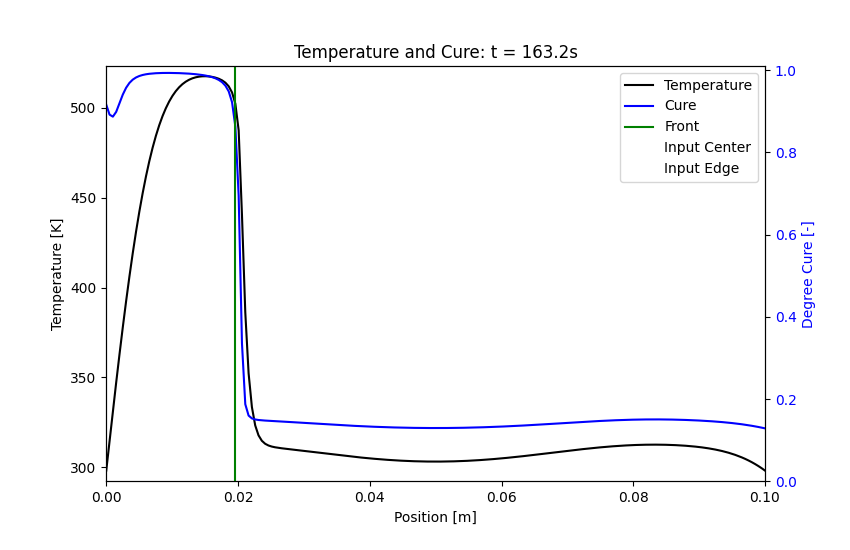 Temperature and Cure: t = 163.2s
Temperature
Cure
Front
Input Center
Input Edge
500
450
400
350
300
Temperature [K]
1.0
0.8
0.6
0.4
0.2
0.0
Degree Cure [-]
0.00 0.02 0.04 0.06 0.08 0.10
Position [m]